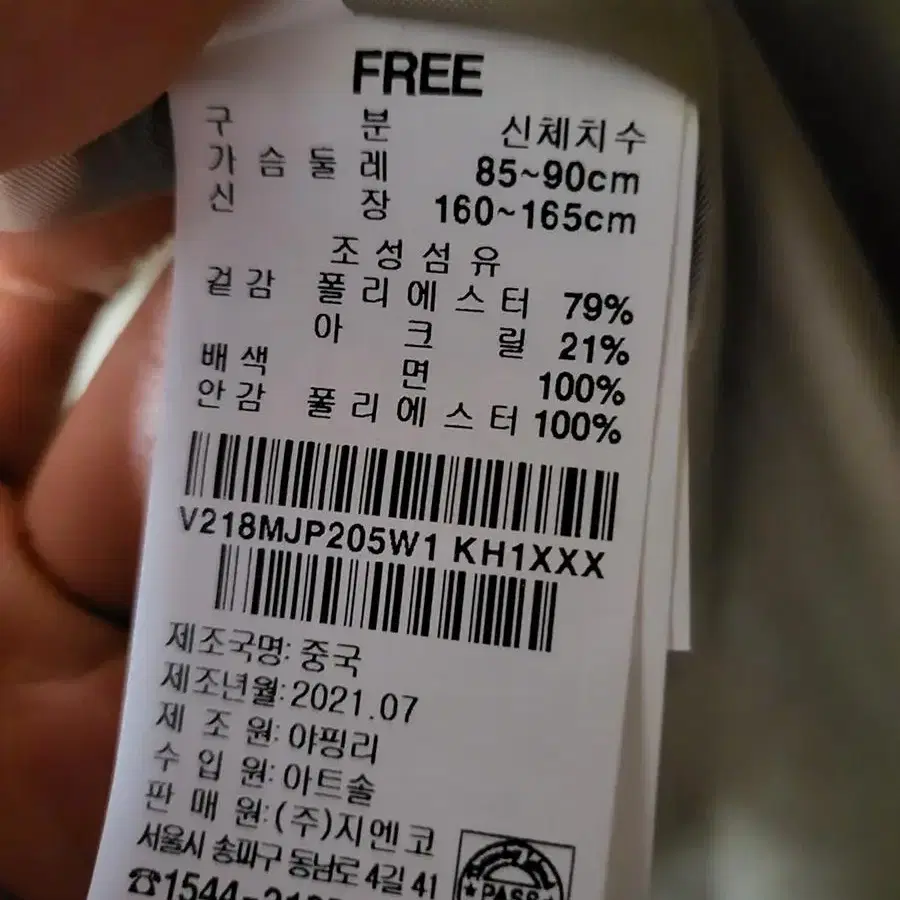 FREE
구 분 신체치수
가 슴 둘 레 85~90cm
신 장 160~165cm
조 성 섬 유
겉 감 폴 리 에 스 터 79%
아 크 릴 21%
배 색 면 100%
안 감 폴 리 에 스 터 100%
V218MJP205W1 KH1XXX
제조국명: 중국
제조년월: 2021.07
제 조 원: 야핑리
수 입 원: 아트솔
판 매 원: (주)지엔코
서울시 송파구 동남로 4길 41
☎1544-
★PASS★